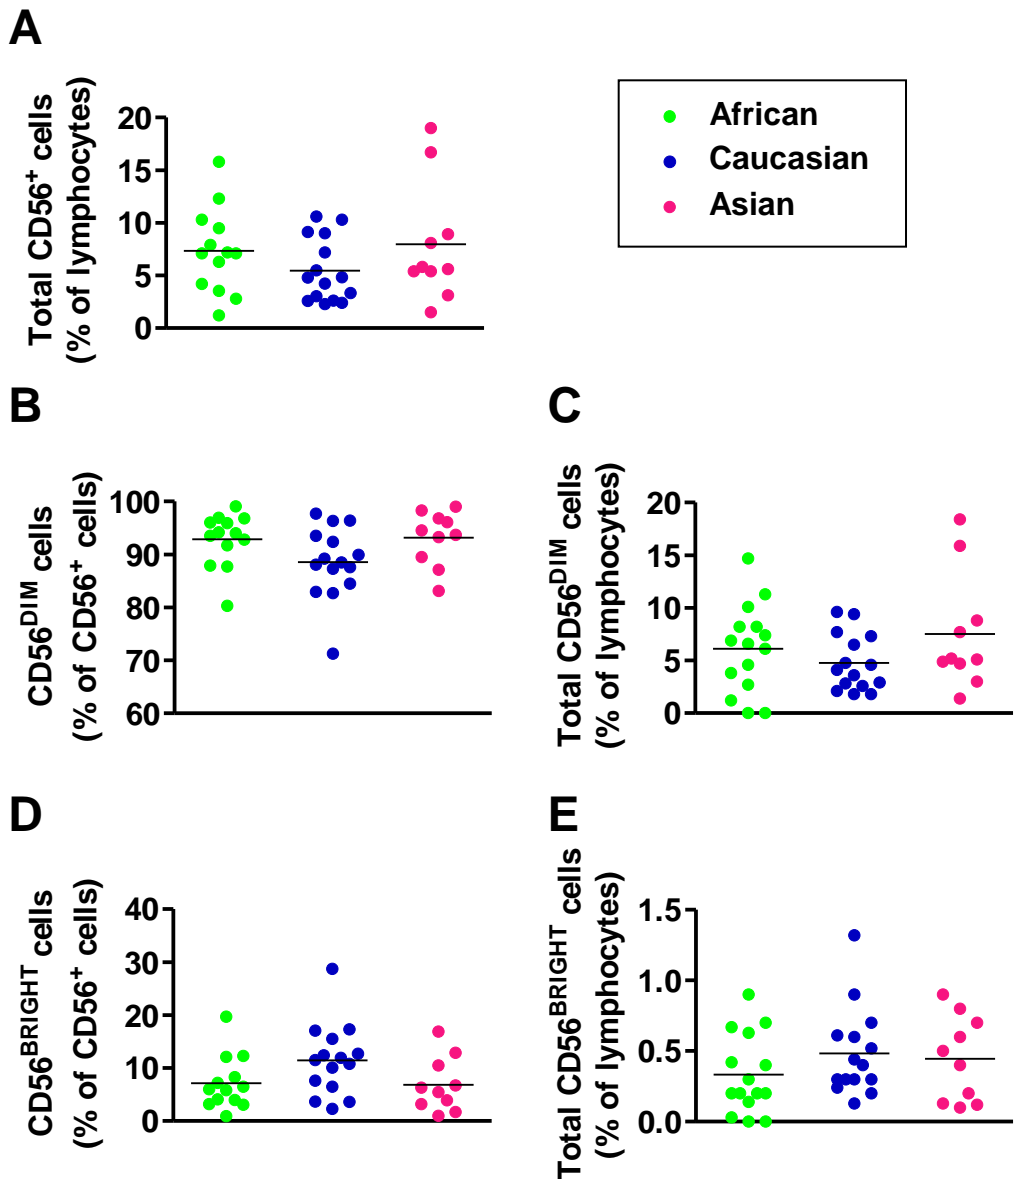 A
Total CD56+ cells
(% of lymphocytes)
20
15
10
5
0
African
Caucasian
Asian
B
CD56DIM cells
(% of CD56+ cells)
100
90
80
70
60
C
Total CD56DIM cells
(% of lymphocytes)
20
15
10
5
0
D
CD56BRIGHT cells
(% of CD56+ cells)
40
30
20
10
0
E
Total CD56BRIGHT cells
(% of lymphocytes)
1.5
1.0
0.5
0.0